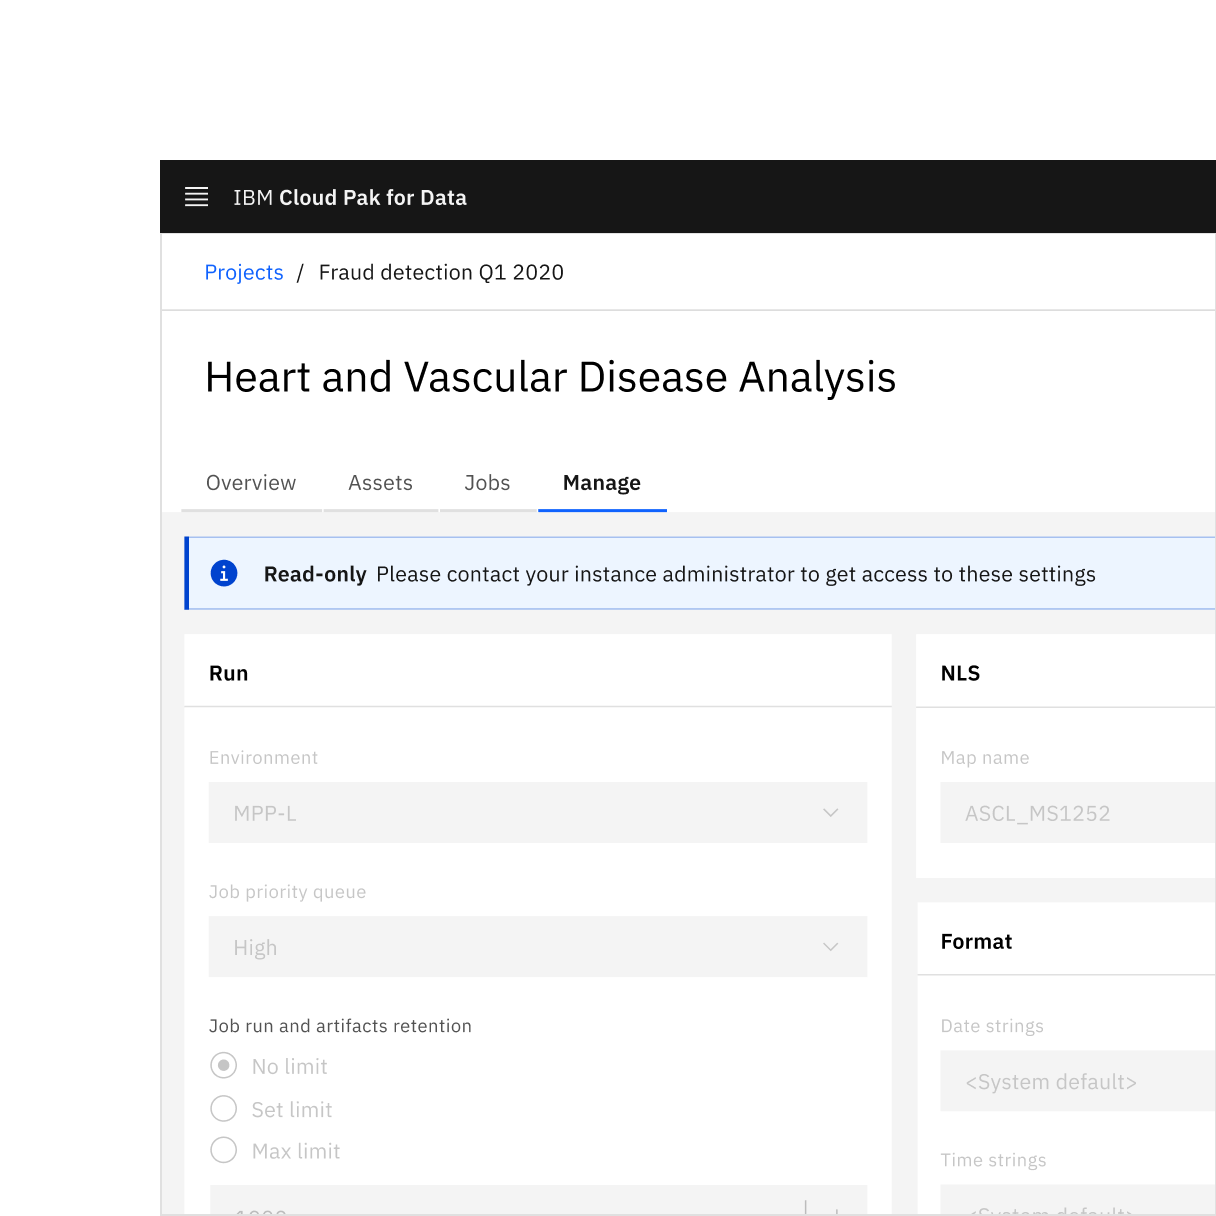 IBM Cloud Pak for Data
Projects / Fraud detection Q1 2020
Heart and Vascular Disease Analysis
Overview Assets Jobs Manage
Read-only Please contact your instance administrator to get access to these settings
Run
Environment
MPP-L
Job priority queue
High
Job run and artifacts retention
No limit
Set limit
Max limit
NLS
Map name
ASCL_MS1252
Format
Date strings
<System default>
Time strings
<System default>